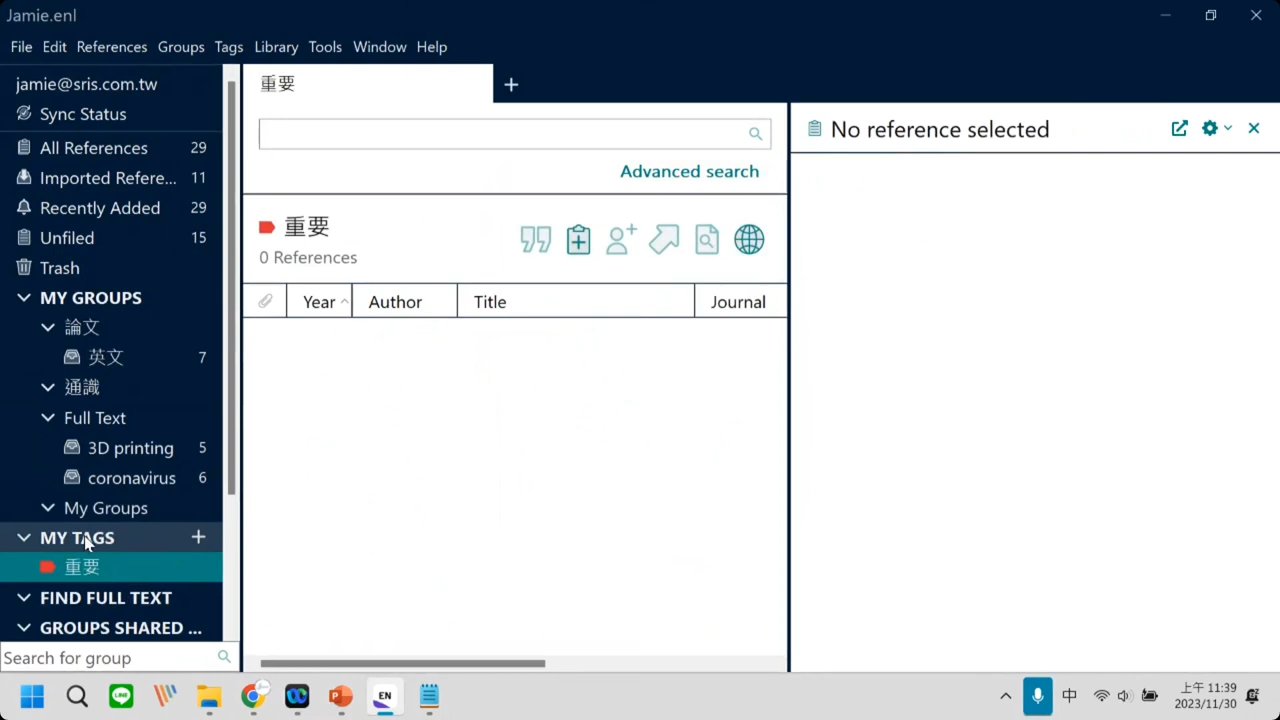 Jamie.enl
File Edit References Groups Tags Library Tools Window Help
jamie@sris.com.tw
Sync Status
All References 29
Imported Refere... 11
Recently Added 29
Unfiled 15
Trash
MY GROUPS
論文
英文 7
通識
Full Text
3D printing 5
coronavirus 6
My Groups
MY TAGS +
重要
FIND FULL TEXT
GROUPS SHARED ...
Search for group
重要 +
Advanced search
重要
0 References
Year Author Title Journal
No reference selected
LINE
P
EN
中
上午 11:39
2023/11/30